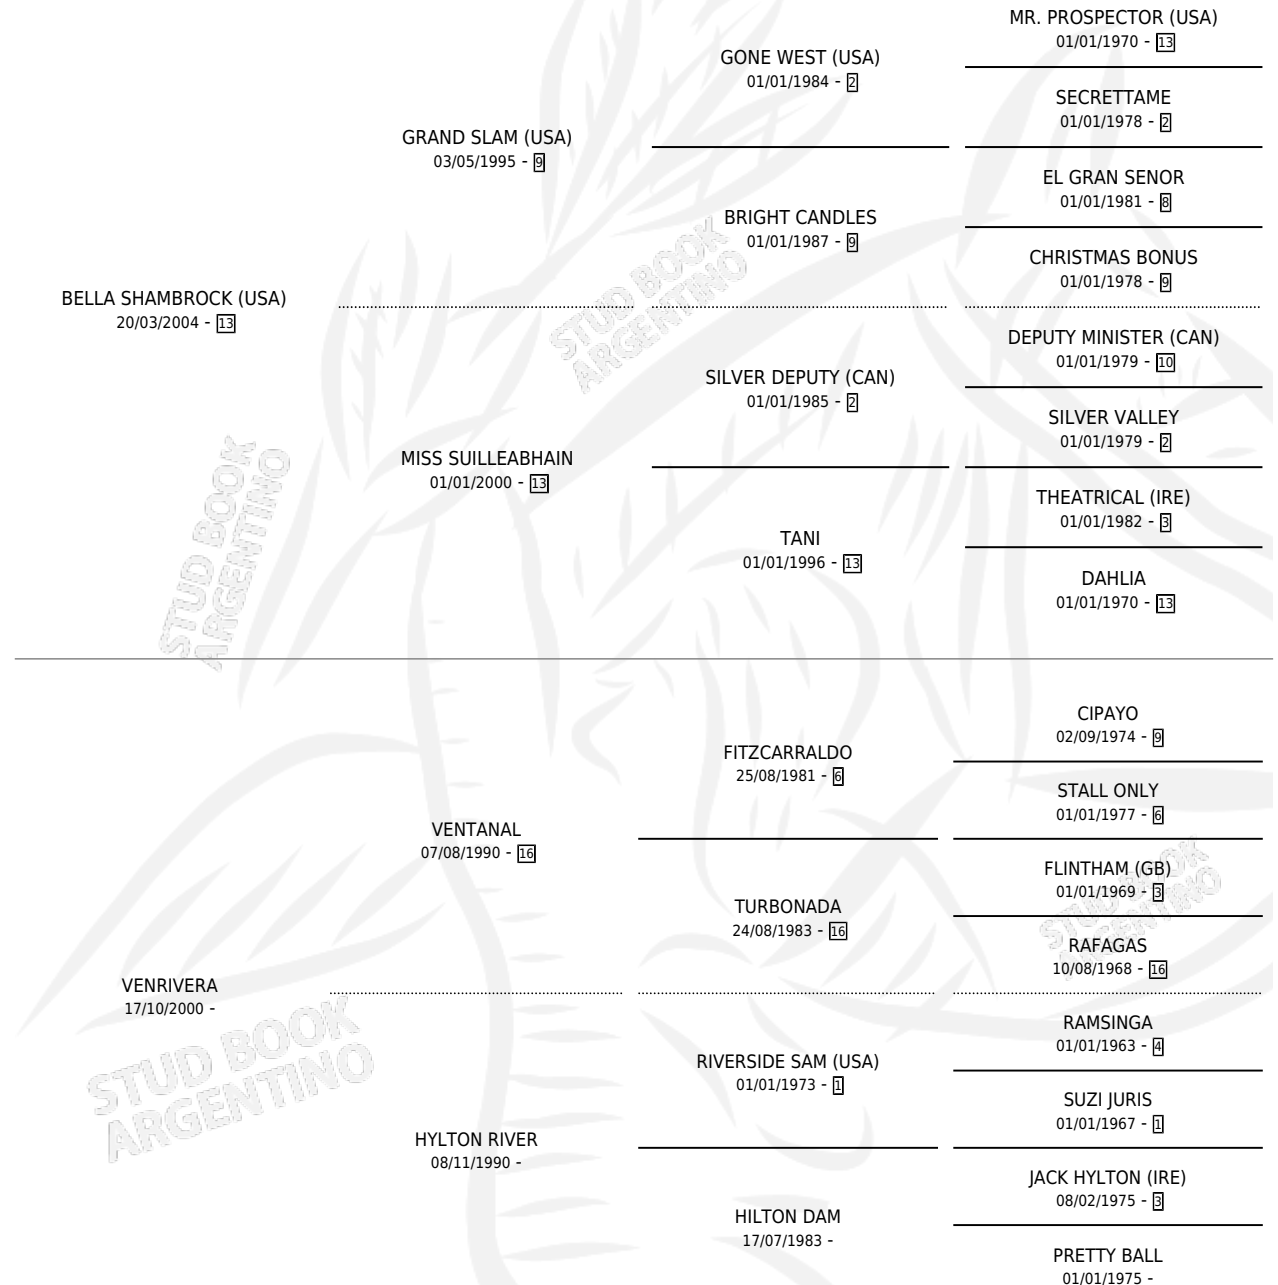 MR. PROSPECTOR (USA)
01/01/1970 - 13
GONE WEST (USA)
01/01/1984 - 2
SECRETTAME
01/01/1978 - 2
GRAND SLAM (USA)
03/05/1995 - 9
EL GRAN SENOR
01/01/1981 - 8
BRIGHT CANDLES
01/01/1987 - 9
CHRISTMAS BONUS
01/01/1978 - 9
BELLA SHAMBROCK (USA)
20/03/2004 - 13
DEPUTY MINISTER (CAN)
01/01/1979 - 10
SILVER DEPUTY (CAN)
01/01/1985 - 2
SILVER VALLEY
01/01/1979 - 2
MISS SUILLEABHAIN
01/01/2000 - 13
THEATRICAL (IRE)
01/01/1982 - 3
TANI
01/01/1996 - 13
DAHLIA
01/01/1970 - 13
STUD BOOK
ARGENTINO
STUD BOOK
ARGENTINO
CIPAYO
02/09/1974 - 9
FITZCARRALDO
25/08/1981 - 6
STALL ONLY
01/01/1977 - 6
VENTANAL
07/08/1990 - 16
FLINTHAM (GB)
01/01/1969 - 3
TURBONADA
24/08/1983 - 16
RAFAGAS
10/08/1968 - 16
STUD BOOK
ARGENTINO
VENRIVERA
17/10/2000 -
RAMSINGA
01/01/1963 - 4
RIVERSIDE SAM (USA)
01/01/1973 - 1
SUZI JURIS
01/01/1967 - 1
HYLTON RIVER
08/11/1990 -
JACK HYLTON (IRE)
08/02/1975 - 3
HILTON DAM
17/07/1983 -
PRETTY BALL
01/01/1975 -
STUD BOOK
ARGENTINO